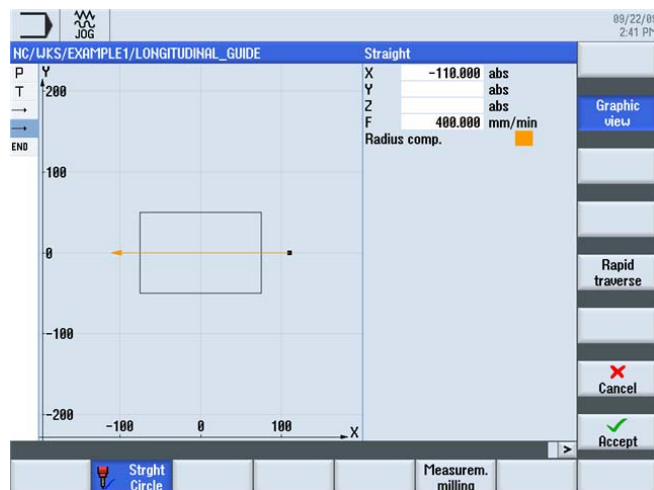 JOG
09/22/09
2:41 PM
NC/WKS/EXAMPLE1/LONGITUDINAL_GUIDE
Straight
P
T
END
Y
200
100
0
-100
-200
-100 0 100 X
X -110.000 abs
Y abs
Z abs
F 400.000 mm/min
Radius comp.
Graphic
view
Rapid
traverse
Cancel
Accept
>
Strght
Circle
Measurem.
milling